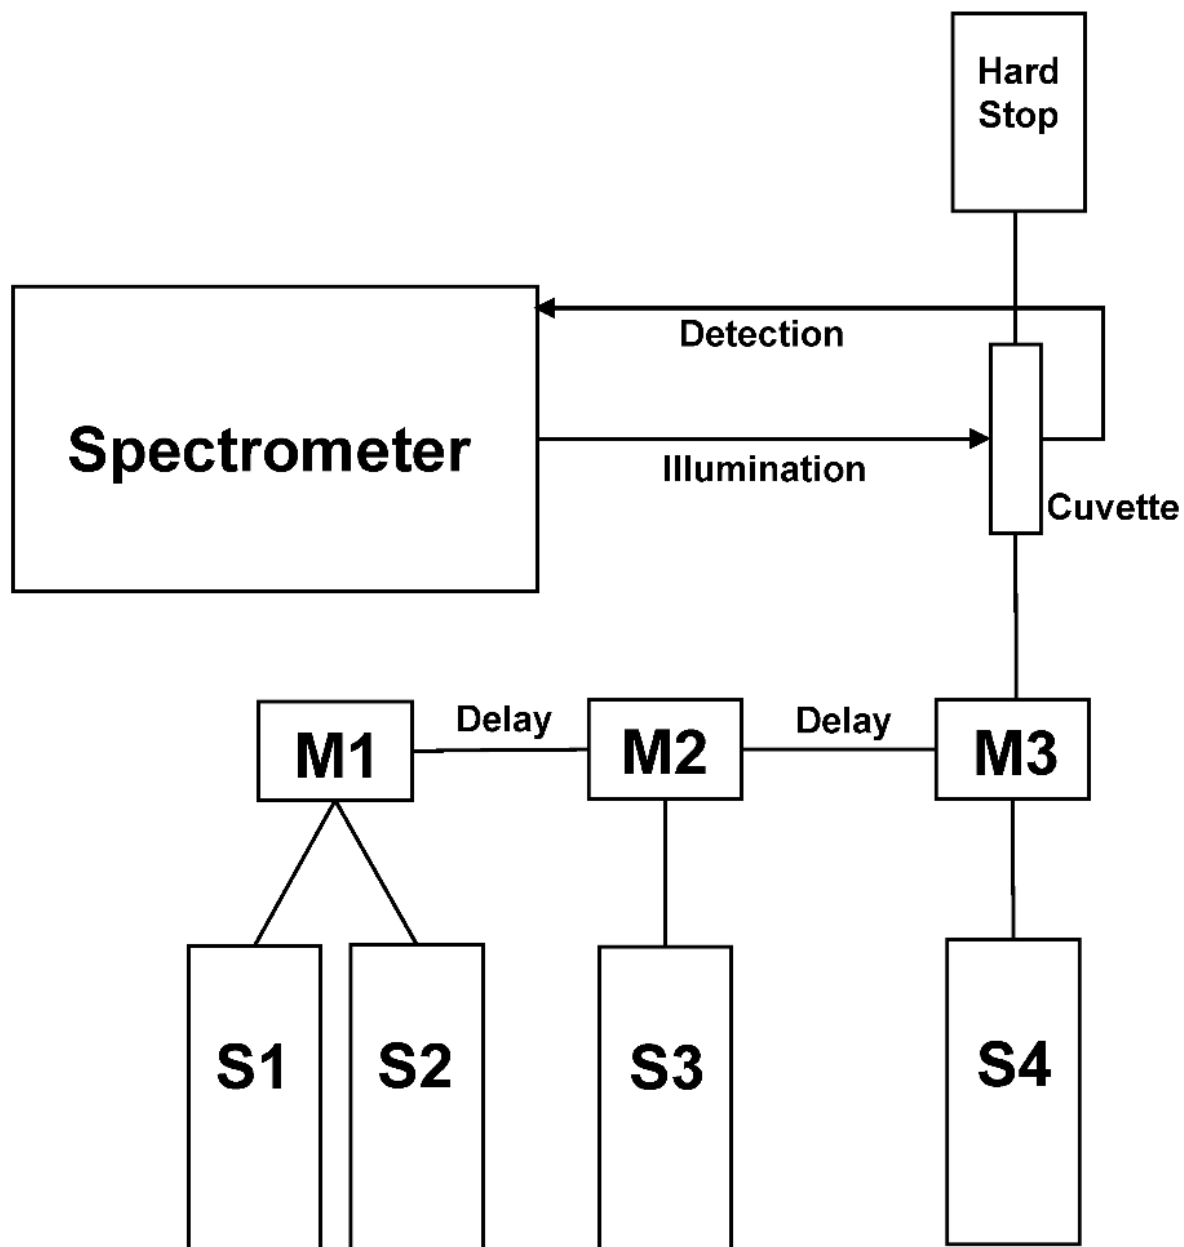 Hard
Stop
Detection
Spectrometer
Illumination
Cuvette
M1
Delay
M2
Delay
M3
S1
S2
S3
S4